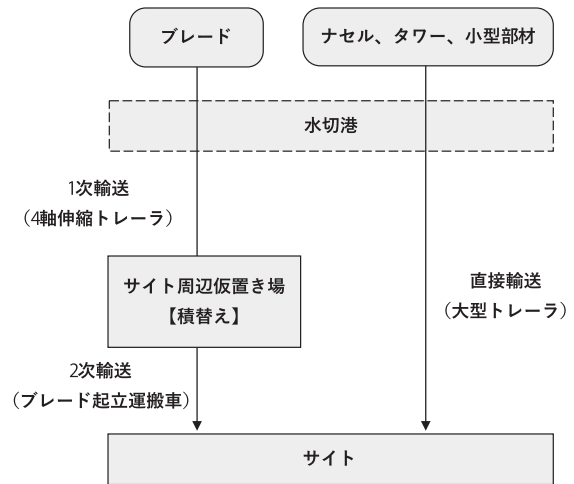 ブレード
ナセル、タワー、小型部材
水切港
1次輸送
（4軸伸縮トレーラ）
サイト周辺仮置き場
【積替え】
直接輸送
（大型トレーラ）
2次輸送
（ブレード起立運搬車）
サイト